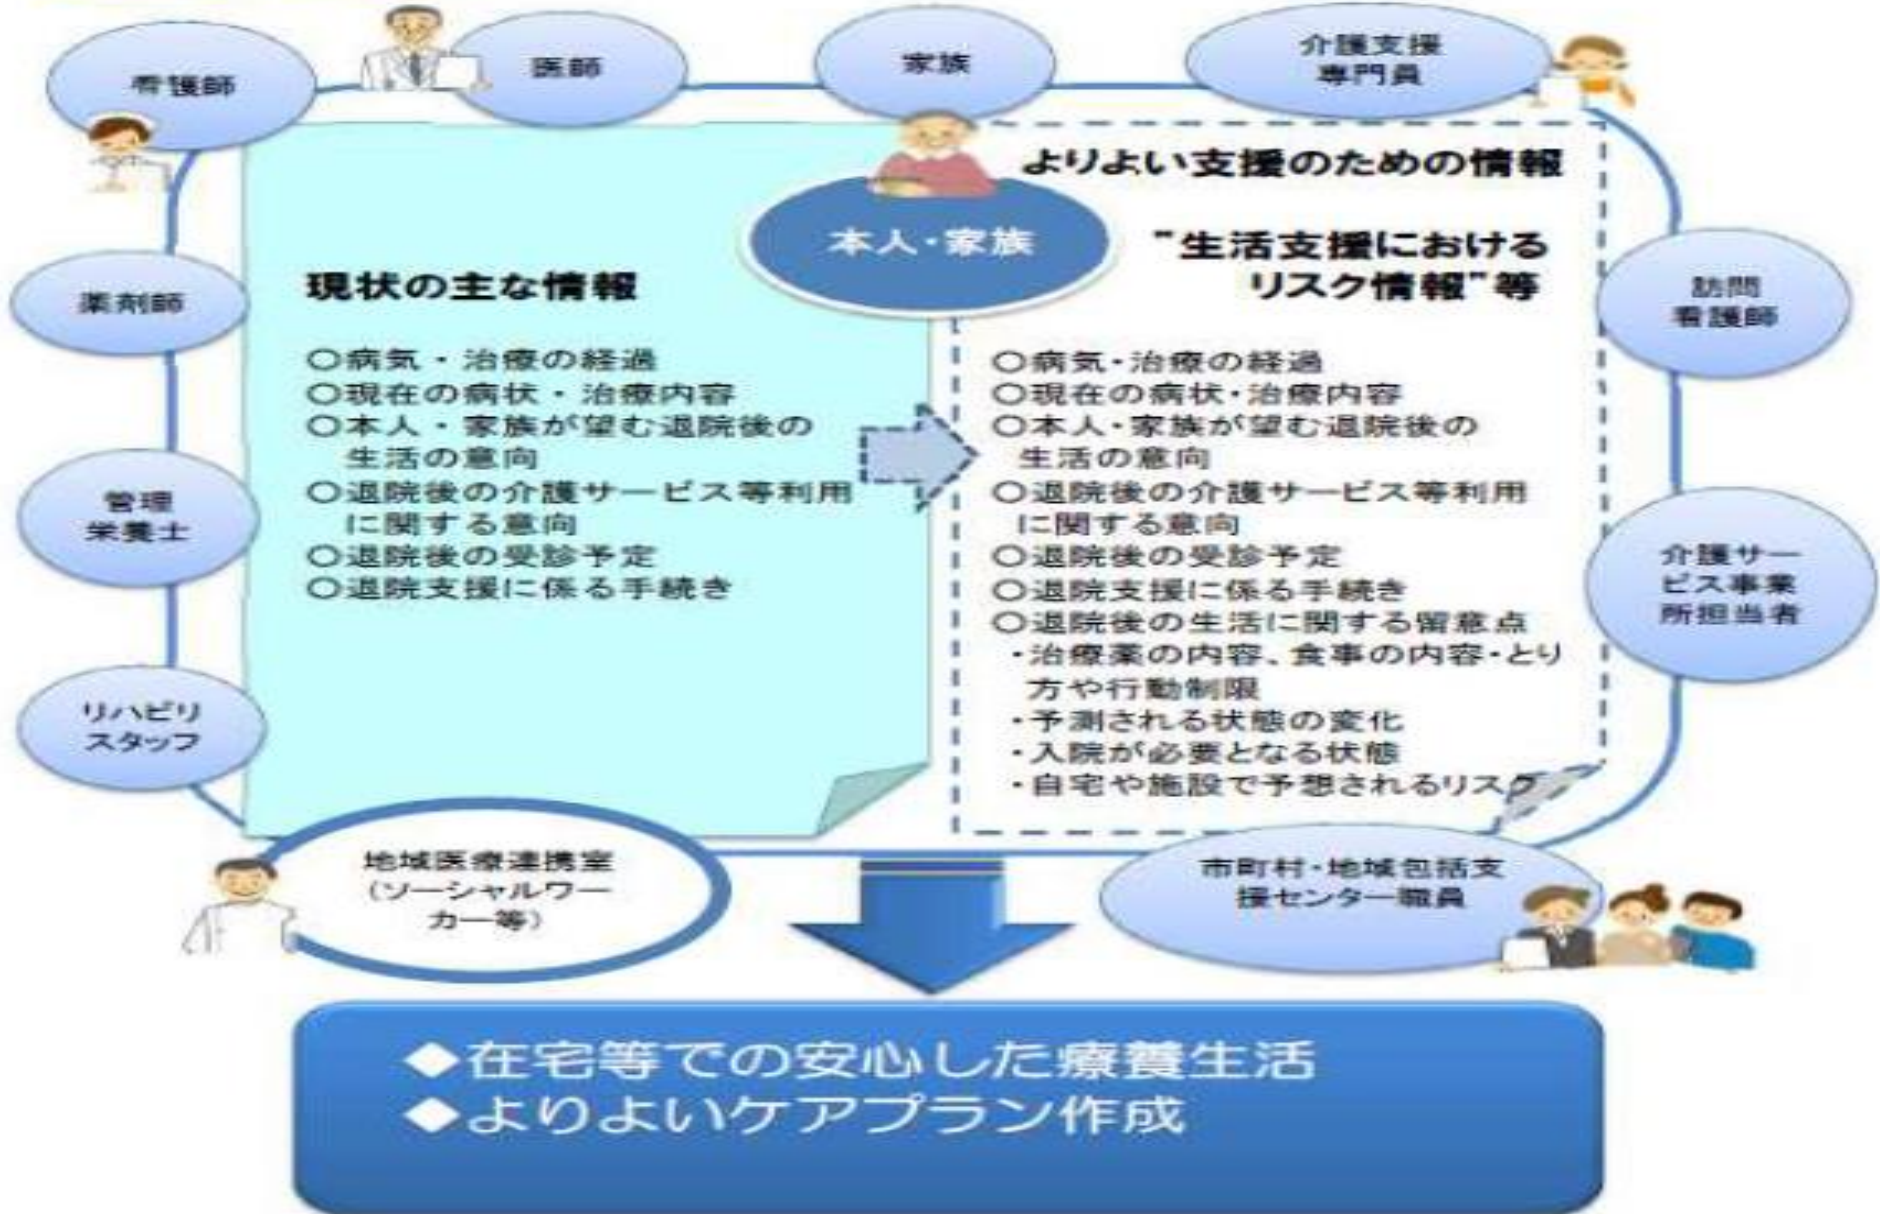 看護師
医師
家族
介護支援
専門員
本人・家族
薬剤師
管理
栄養士
リハビリ
スタッフ
現状の主な情報
○病気・治療の経過
○現在の病状・治療内容
○本人・家族が望む退院後の
生活の意向
○退院後の介護サービス等利用
に関する意向
○退院後の受診予定
○退院支援に係る手続き
よりよい支援のための情報
"生活支援における
リスク情報"等
○病気・治療の経過
○現在の病状・治療内容
○本人・家族が望む退院後の
生活の意向
○退院後の介護サービス等利用
に関する意向
○退院後の受診予定
○退院支援に係る手続き
○退院後の生活に関する留意点
・治療薬の内容、食事の内容・とり
方や行動制限
・予測される状態の変化
・入院が必要となる状態
・自宅や施設で予想されるリスク
訪問
看護師
介護サー
ビス事業
所担当者
地域医療連携室
(ソーシャルワー
カー等)
市町村・地域包括支
援センター職員
◆在宅等での安心した療養生活
◆よりよいケアプラン作成